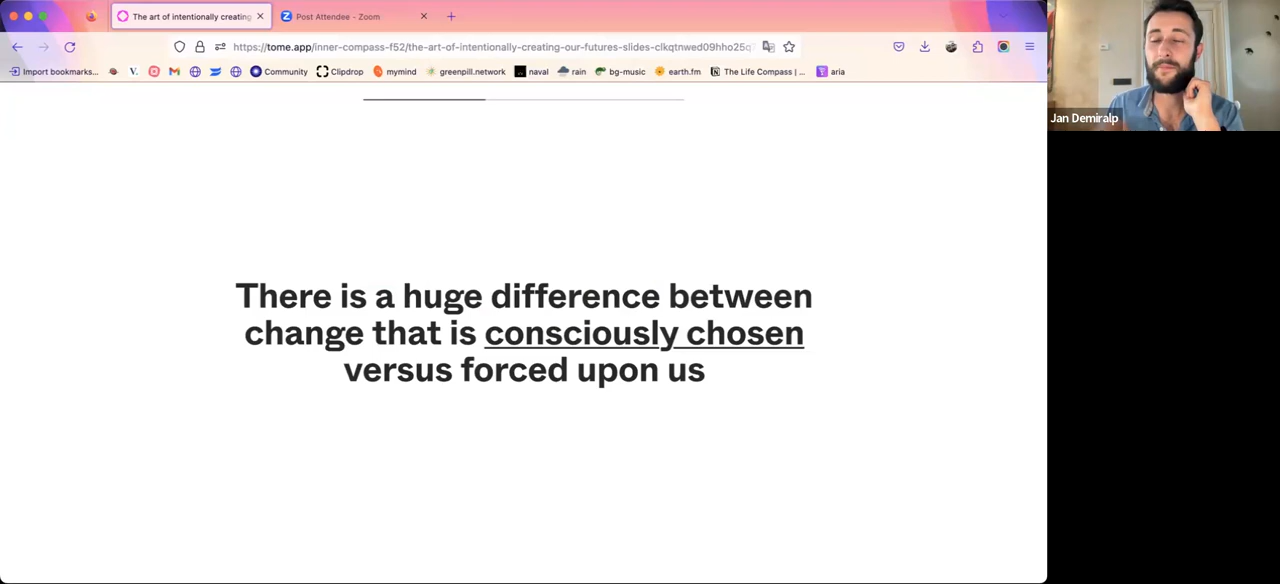 The art of intentionally creating
Post Attendee - Zoom
https://tome.app/inner-compass-f52/the-art-of-intentionally-creating-our-futures-slides-clkqtnwed09hho25q
Import bookmarks... V. Community Clipdrop mymind greenpill.network naval rain bg-music earth.fm The Life Compass | ... aria
Jan Demiralp
There is a huge difference between
change that is consciously chosen
versus forced upon us